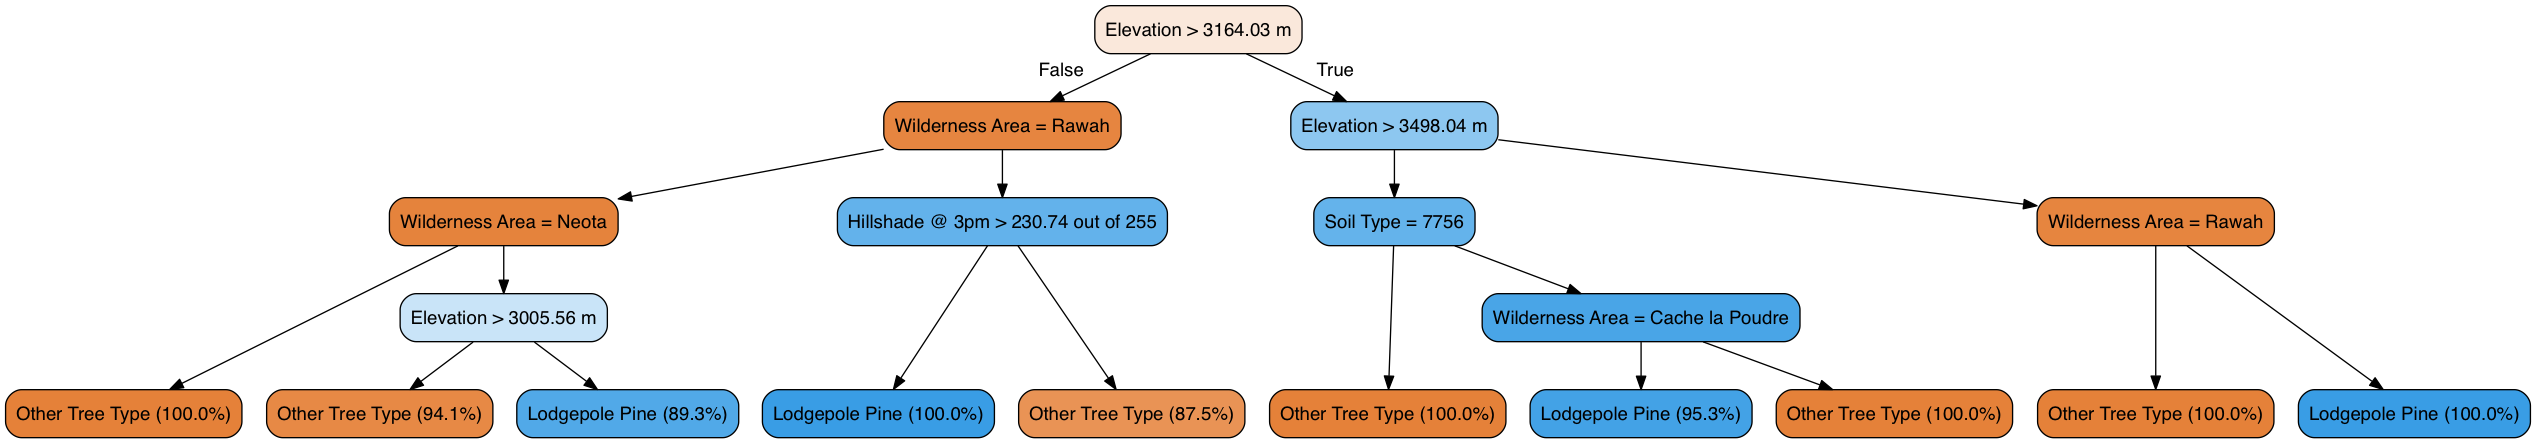 Elevation > 3164.03 m
False
True
Wilderness Area = Rawah
Elevation > 3498.04 m
Wilderness Area = Neota
Hillshade @ 3pm > 230.74 out of 255
Soil Type = 7756
Wilderness Area = Rawah
Elevation > 3005.56 m
Wilderness Area = Cache la Poudre
Other Tree Type (100.0%)
Other Tree Type (94.1%)
Lodgepole Pine (89.3%)
Lodgepole Pine (100.0%)
Other Tree Type (87.5%)
Other Tree Type (100.0%)
Lodgepole Pine (95.3%)
Other Tree Type (100.0%)
Other Tree Type (100.0%)
Lodgepole Pine (100.0%)